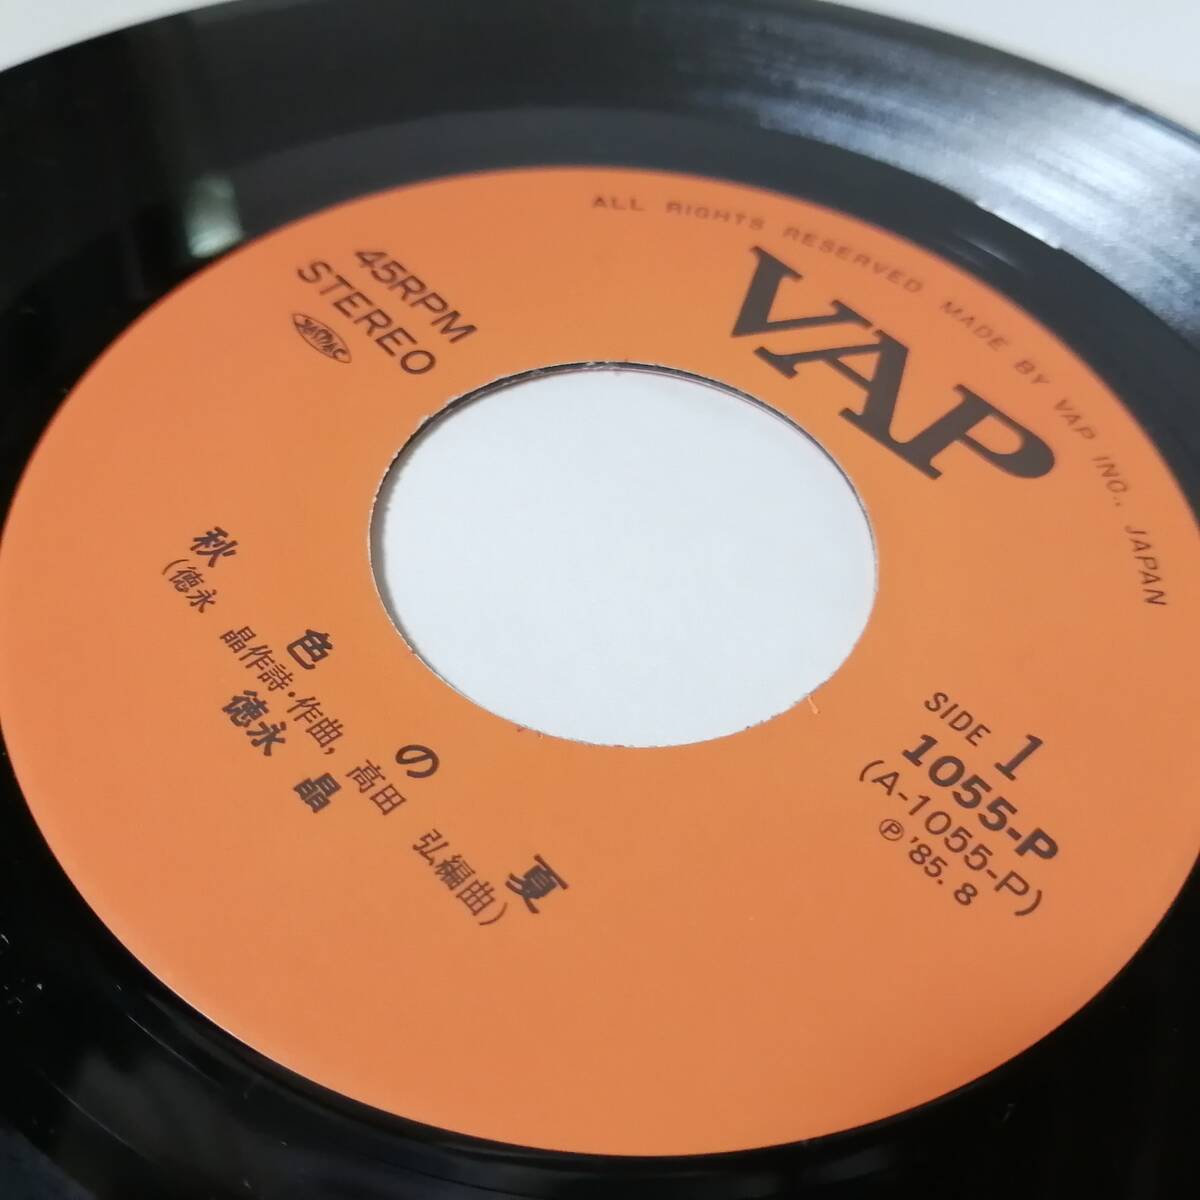 ALL RIGHTS RESERVED MADE BY VAP INC., JAPAN
VAP
45RPM
STEREO
SIDE 1
1055-P
(A-1055-P)
Ⓟ '85.8
秋色の夏
(徳永 晶作詩・作曲, 高田 弘編曲)
徳永 晶